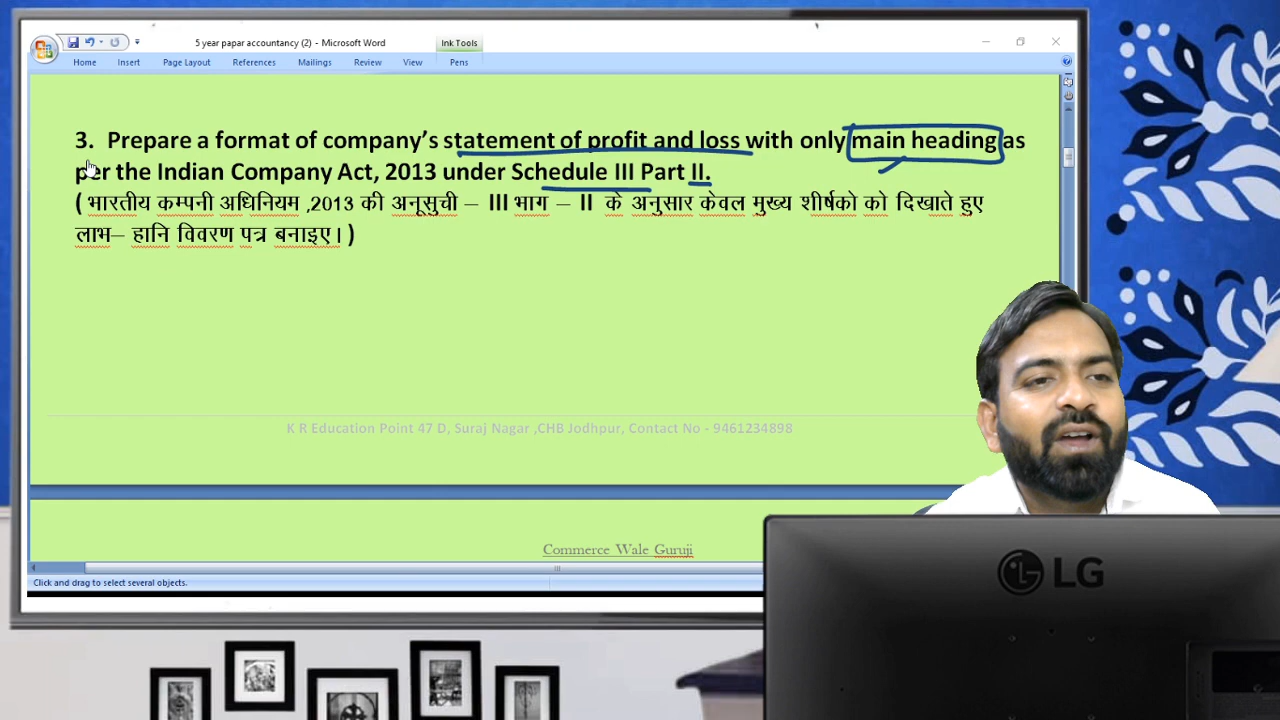 5 year papar accountancy (2) - Microsoft Word
Ink Tools
Home Insert Page Layout References Mailings Review View Pens
3. Prepare a format of company's statement of profit and loss with only main heading as
per the Indian Company Act, 2013 under Schedule III Part II.
( भारतीय कम्पनी अधिनियम ,2013 की अनूसुची – III भाग – II के अनुसार केवल मुख्य शीर्षको को दिखाते हुए
लाभ– हानि विवरण पत्र बनाइए। )
K R Education Point 47 D, Suraj Nagar ,CHB Jodhpur, Contact No - 9461234898
Commerce Wale Guruji
Click and drag to select several objects.
LG